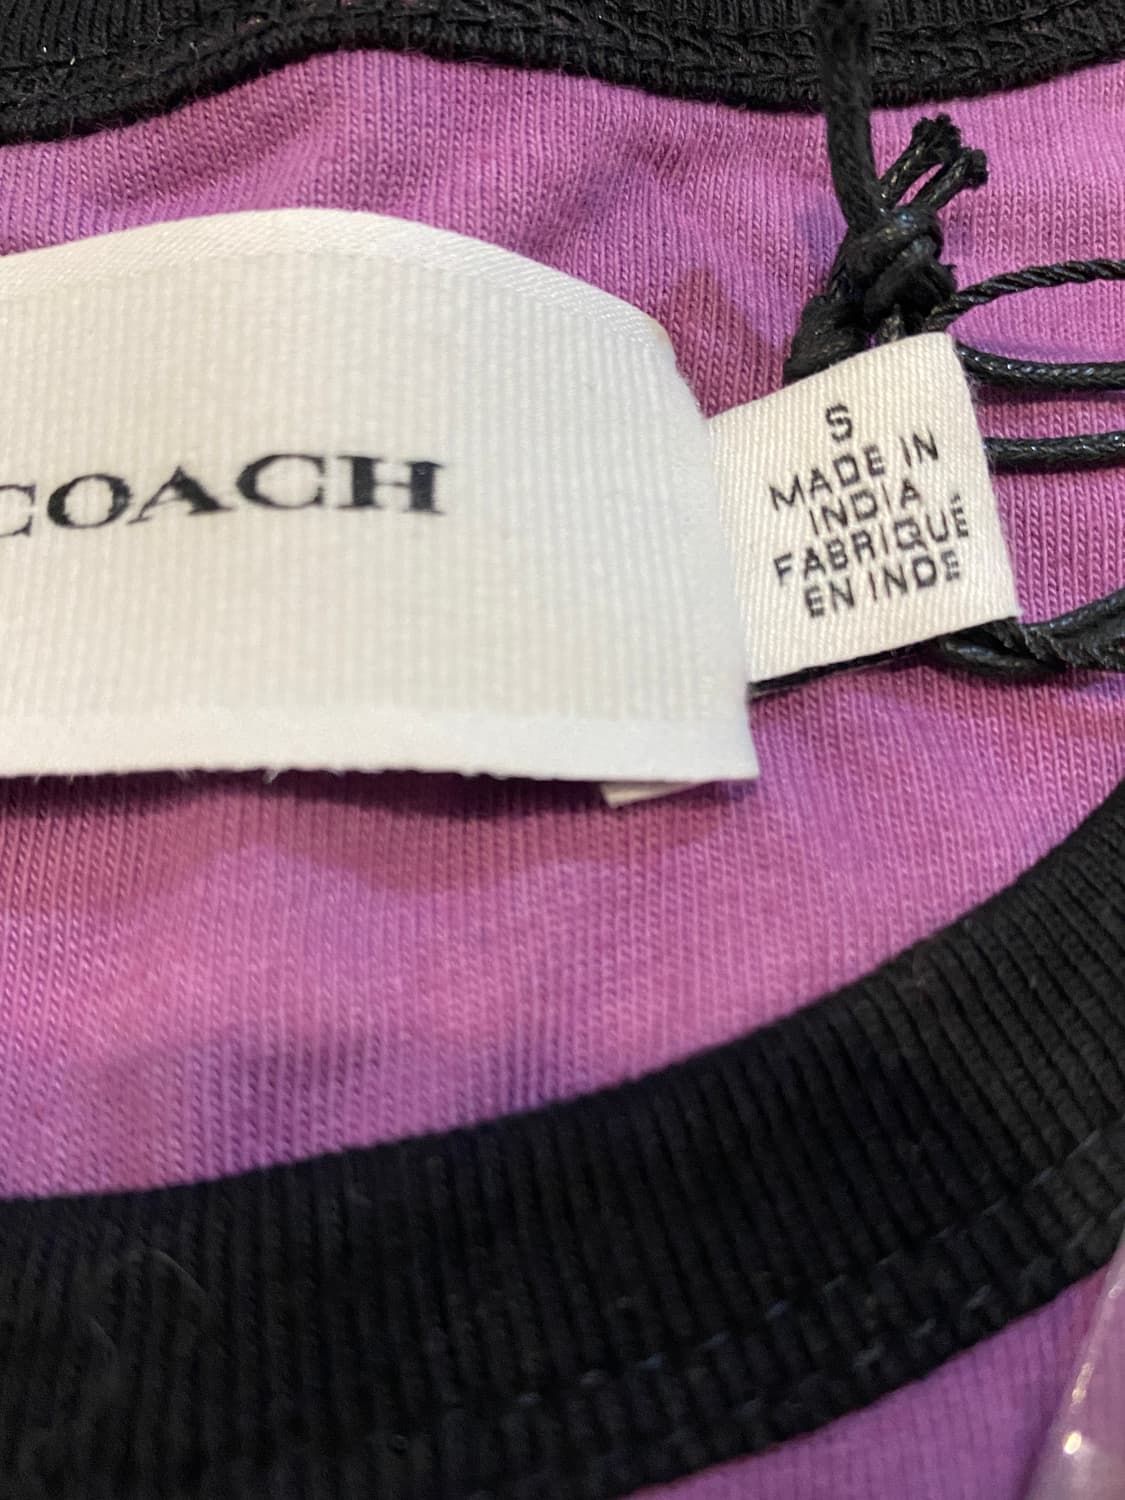 COACH
S
MADE IN
INDIA
FABRIQUÉ
EN INDE